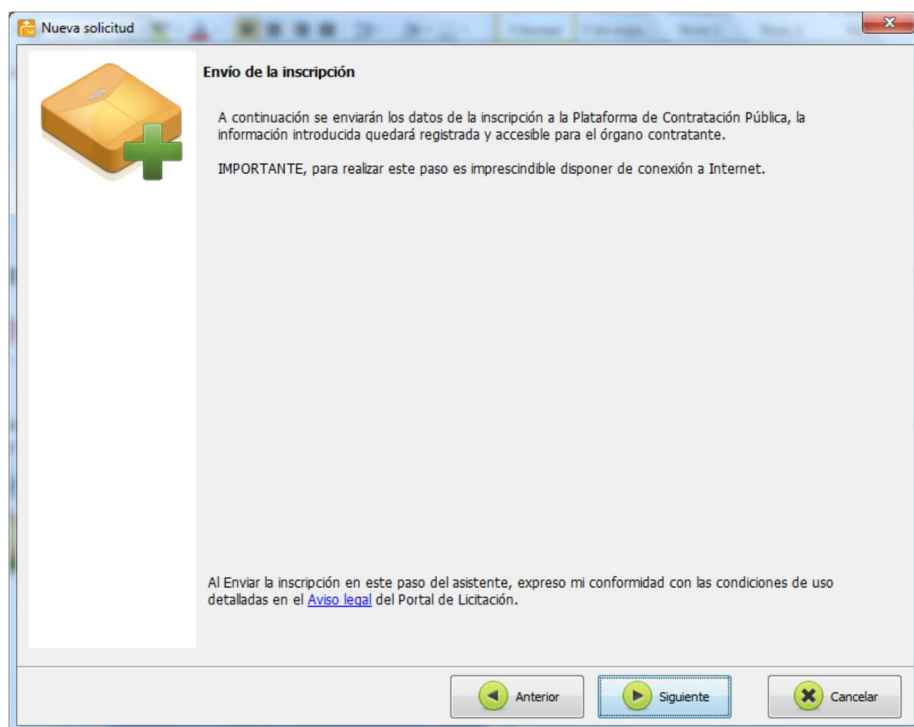 Nueva solicitud
Envío de la inscripción
A continuación se enviarán los datos de la inscripción a la Plataforma de Contratación Pública, la
información introducida quedará registrada y accesible para el órgano contratante.
IMPORTANTE, para realizar este paso es imprescindible disponer de conexión a Internet.
Al Enviar la inscripción en este paso del asistente, expreso mi conformidad con las condiciones de uso
detalladas en el Aviso legal del Portal de Licitación.
Anterior
Siguiente
Cancelar